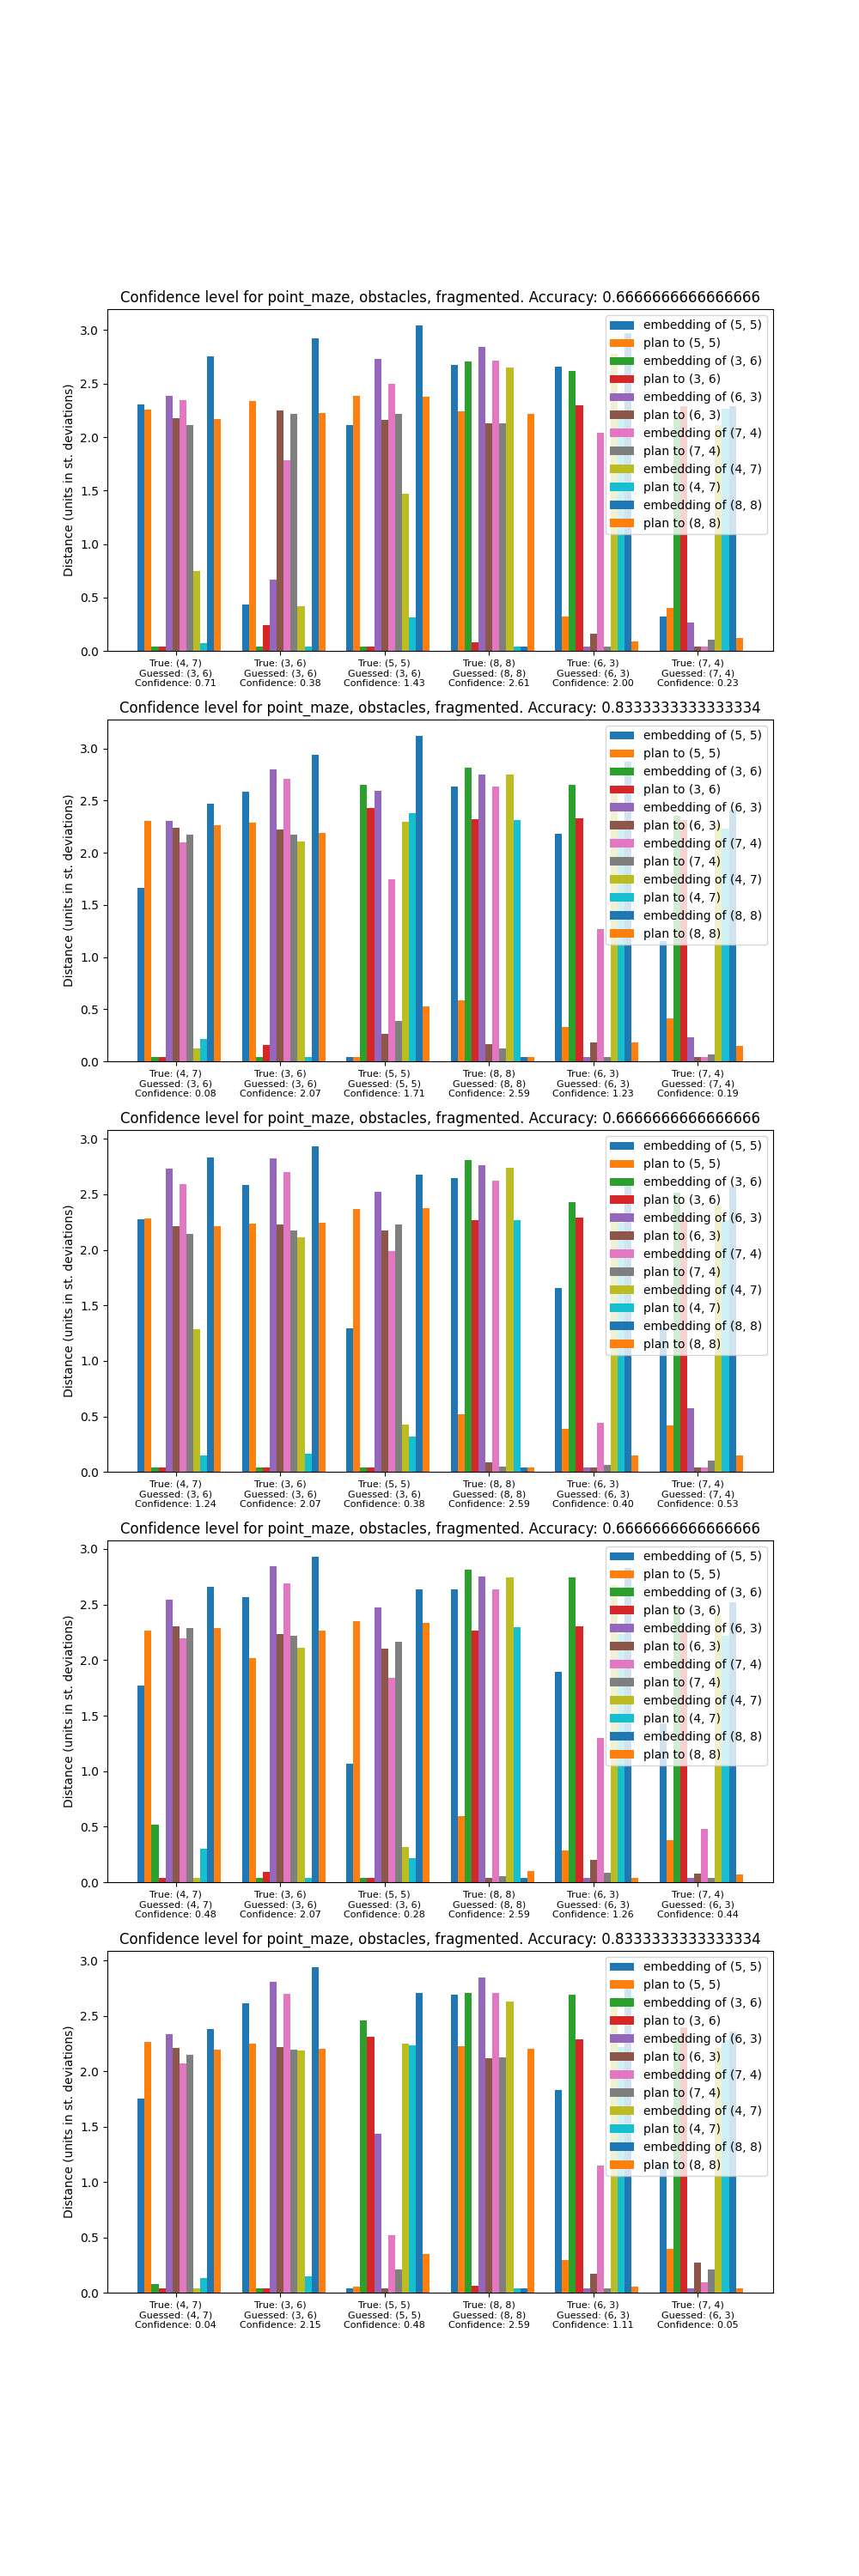 Confidence level for point_maze, obstacles, fragmented. Accuracy: 0.6666666666666666
Distance (units in st. deviations)
3.0
2.5
2.0
1.5
1.0
0.5
0.0
embedding of (5, 5)
plan to (5, 5)
embedding of (3, 6)
plan to (3, 6)
embedding of (6, 3)
plan to (6, 3)
embedding of (7, 4)
plan to (7, 4)
embedding of (4, 7)
plan to (4, 7)
embedding of (8, 8)
plan to (8, 8)
True: (4, 7) True: (3, 6) True: (5, 5) True: (8, 8) True: (6, 3) True: (7, 4)
Guessed: (3, 6) Guessed: (3, 6) Guessed: (3, 6) Guessed: (8, 8) Guessed: (6, 3) Guessed: (7, 4)
Confidence: 0.71 Confidence: 0.38 Confidence: 1.43 Confidence: 2.61 Confidence: 2.00 Confidence: 0.23
Confidence level for point_maze, obstacles, fragmented. Accuracy: 0.8333333333333334
Distance (units in st. deviations)
3.0
2.5
2.0
1.5
1.0
0.5
0.0
embedding of (5, 5)
plan to (5, 5)
embedding of (3, 6)
plan to (3, 6)
embedding of (6, 3)
plan to (6, 3)
embedding of (7, 4)
plan to (7, 4)
embedding of (4, 7)
plan to (4, 7)
embedding of (8, 8)
plan to (8, 8)
True: (4, 7) True: (3, 6) True: (5, 5) True: (8, 8) True: (6, 3) True: (7, 4)
Guessed: (3, 6) Guessed: (3, 6) Guessed: (5, 5) Guessed: (8, 8) Guessed: (6, 3) Guessed: (7, 4)
Confidence: 0.08 Confidence: 2.07 Confidence: 1.71 Confidence: 2.59 Confidence: 1.23 Confidence: 0.19
Confidence level for point_maze, obstacles, fragmented. Accuracy: 0.6666666666666666
Distance (units in st. deviations)
3.0
2.5
2.0
1.5
1.0
0.5
0.0
embedding of (5, 5)
plan to (5, 5)
embedding of (3, 6)
plan to (3, 6)
embedding of (6, 3)
plan to (6, 3)
embedding of (7, 4)
plan to (7, 4)
embedding of (4, 7)
plan to (4, 7)
embedding of (8, 8)
plan to (8, 8)
True: (4, 7) True: (3, 6) True: (5, 5) True: (8, 8) True: (6, 3) True: (7, 4)
Guessed: (3, 6) Guessed: (3, 6) Guessed: (3, 6) Guessed: (8, 8) Guessed: (6, 3) Guessed: (7, 4)
Confidence: 1.24 Confidence: 2.07 Confidence: 0.38 Confidence: 2.59 Confidence: 0.40 Confidence: 0.53
Confidence level for point_maze, obstacles, fragmented. Accuracy: 0.6666666666666666
Distance (units in st. deviations)
3.0
2.5
2.0
1.5
1.0
0.5
0.0
embedding of (5, 5)
plan to (5, 5)
embedding of (3, 6)
plan to (3, 6)
embedding of (6, 3)
plan to (6, 3)
embedding of (7, 4)
plan to (7, 4)
embedding of (4, 7)
plan to (4, 7)
embedding of (8, 8)
plan to (8, 8)
True: (4, 7) True: (3, 6) True: (5, 5) True: (8, 8) True: (6, 3) True: (7, 4)
Guessed: (4, 7) Guessed: (3, 6) Guessed: (3, 6) Guessed: (8, 8) Guessed: (6, 3) Guessed: (6, 3)
Confidence: 0.48 Confidence: 2.07 Confidence: 0.28 Confidence: 2.59 Confidence: 1.26 Confidence: 0.44
Confidence level for point_maze, obstacles, fragmented. Accuracy: 0.8333333333333334
Distance (units in st. deviations)
3.0
2.5
2.0
1.5
1.0
0.5
0.0
embedding of (5, 5)
plan to (5, 5)
embedding of (3, 6)
plan to (3, 6)
embedding of (6, 3)
plan to (6, 3)
embedding of (7, 4)
plan to (7, 4)
embedding of (4, 7)
plan to (4, 7)
embedding of (8, 8)
plan to (8, 8)
True: (4, 7) True: (3, 6) True: (5, 5) True: (8, 8) True: (6, 3) True: (7, 4)
Guessed: (4, 7) Guessed: (3, 6) Guessed: (5, 5) Guessed: (8, 8) Guessed: (6, 3) Guessed: (6, 3)
Confidence: 0.04 Confidence: 2.15 Confidence: 0.48 Confidence: 2.59 Confidence: 1.11 Confidence: 0.05